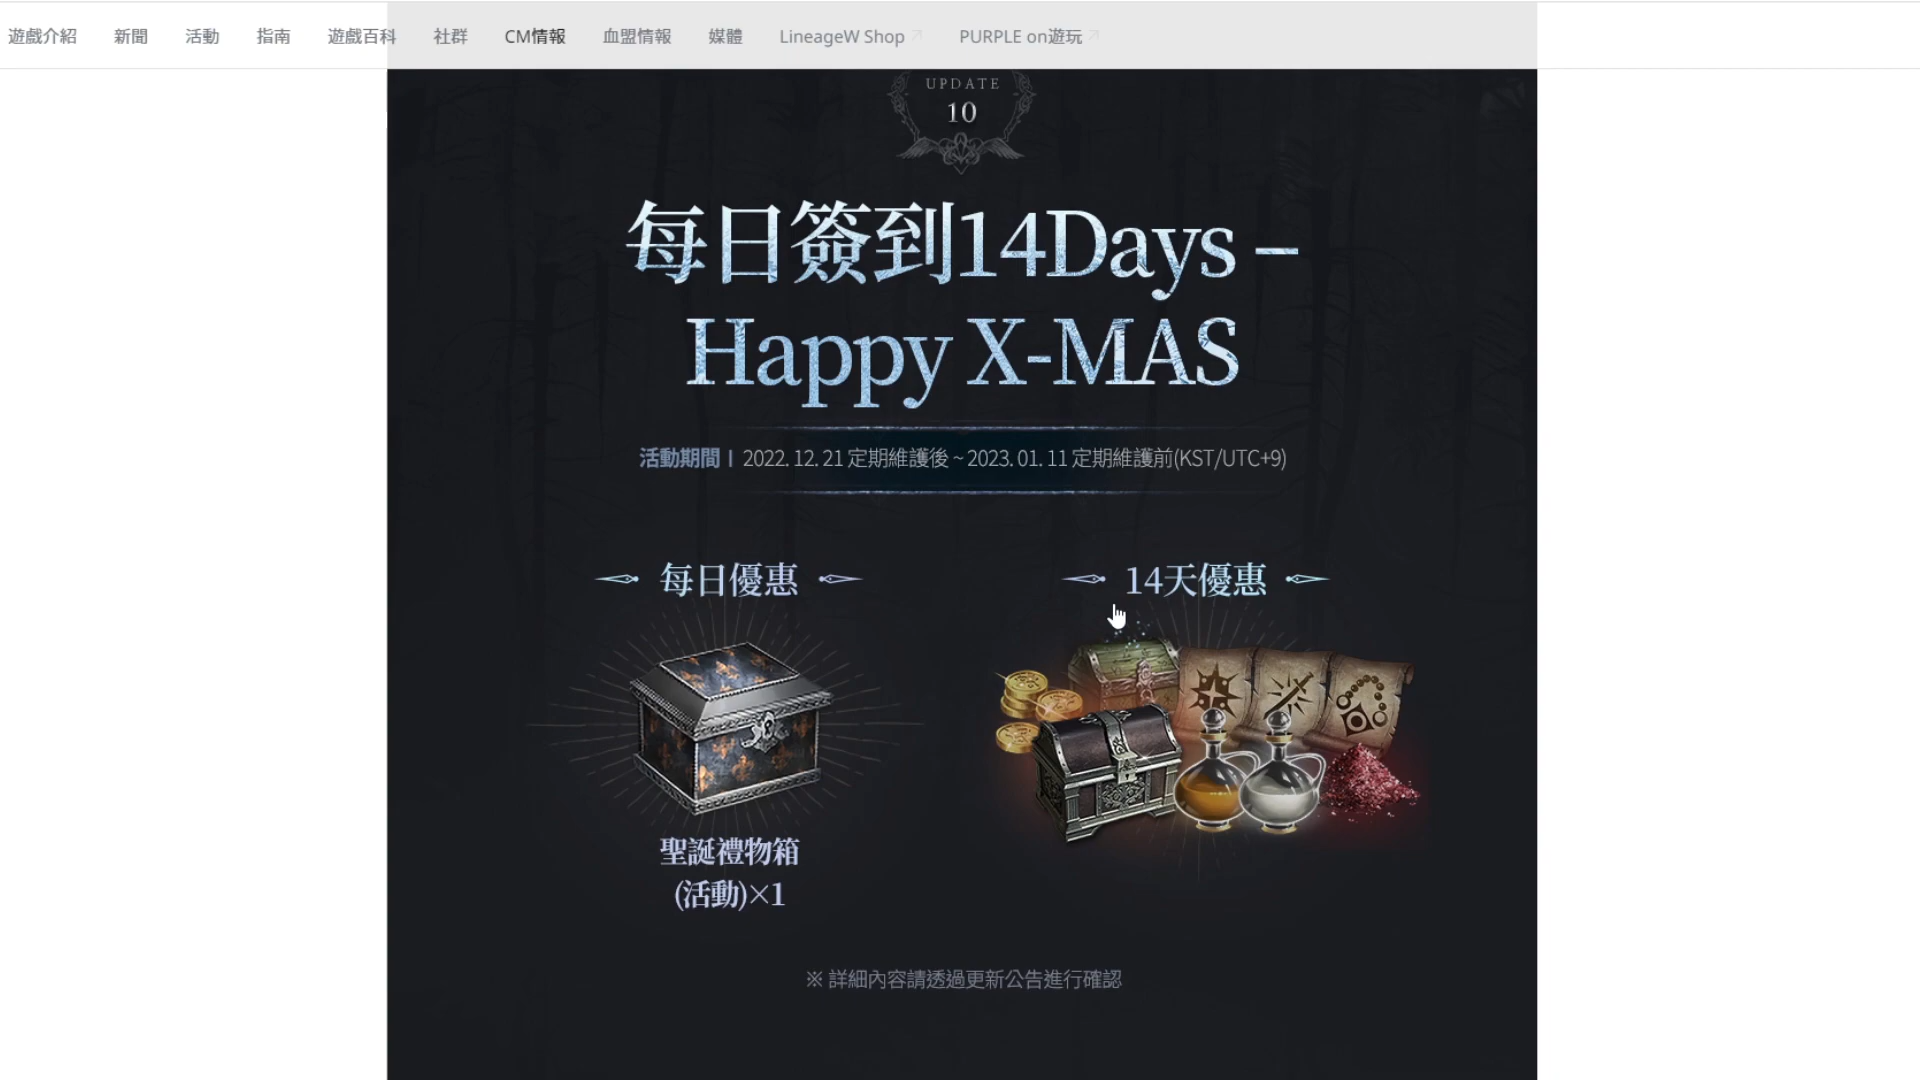 遊戲介紹 新聞 活動 指南 遊戲百科 社群 CM情報 血盟情報 媒體 LineageW Shop PURPLE on遊玩
UPDATE
10
每日簽到14Days –
Happy X-MAS
活動期間 | 2022. 12. 21 定期維護後 ~ 2023. 01. 11 定期維護前(KST/UTC+9)
每日優惠
14天優惠
聖誕禮物箱
(活動)×1
※ 詳細內容請透過更新公告進行確認